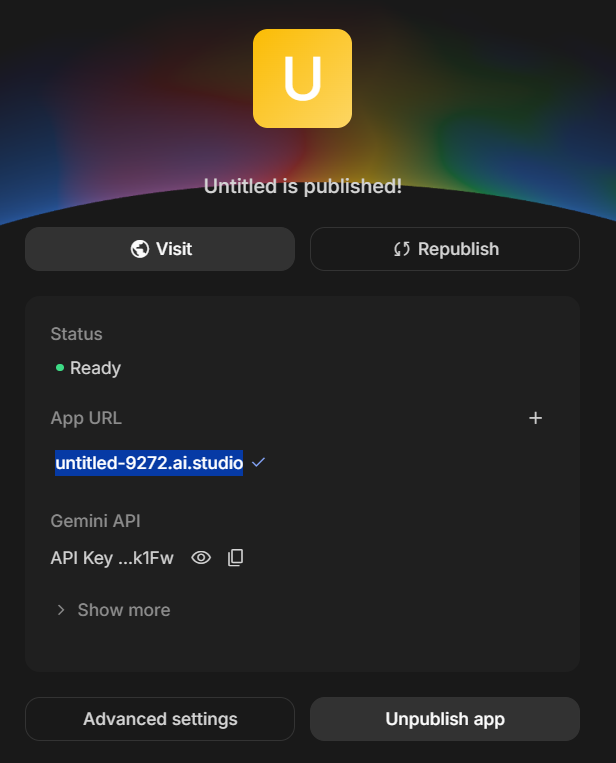 U
Untitled is published!
Visit
Republish
Status
Ready
App URL
+
untitled-9272.ai.studio
Gemini API
API Key ...k1Fw
Show more
Advanced settings
Unpublish app